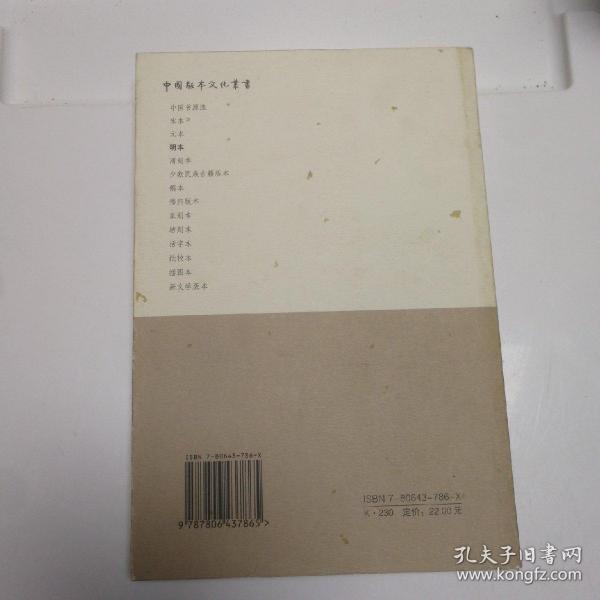 中國版本文化叢書
中国书源流
宋本
元本
明本
清刻本
少数民族古籍版本
稿本
佛经版本
家刻本
坊刻本
活字本
批校本
插图本
新文学版本
ISBN 7-80643-786-X
9 787806 437865 >
ISBN 7-80643-786-X
K·230 定价：22.00元
孔夫子旧书网
www.kongfz.com